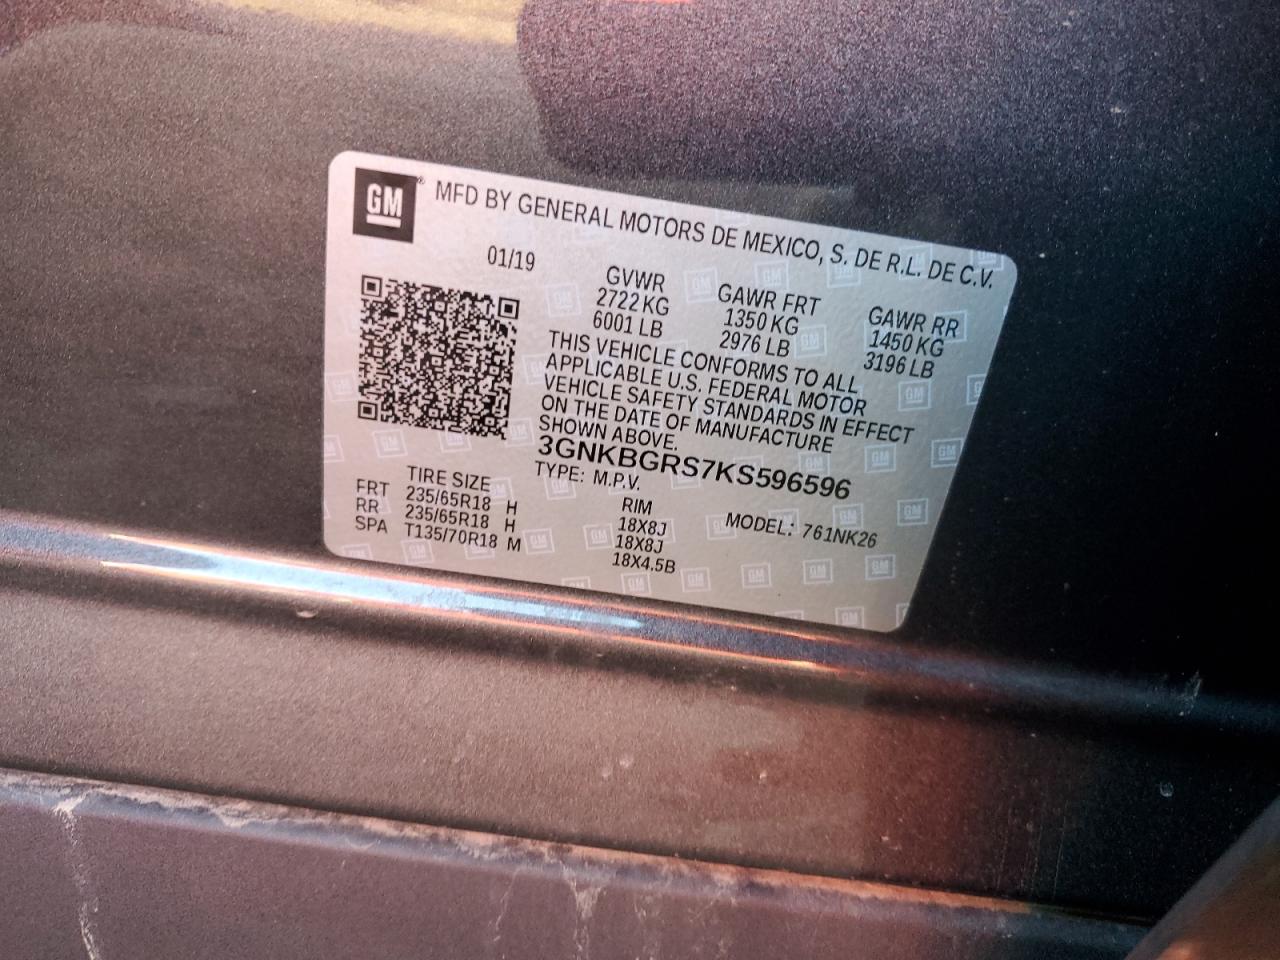 GM® MFD BY GENERAL MOTORS DE MEXICO, S. DE R.L. DE C.V.
01/19
GVWR GAWR FRT GAWR RR
2722 KG 1350 KG 1450 KG
6001 LB 2976 LB 3196 LB
THIS VEHICLE CONFORMS TO ALL
APPLICABLE U.S. FEDERAL MOTOR
VEHICLE SAFETY STANDARDS IN EFFECT
ON THE DATE OF MANUFACTURE
SHOWN ABOVE.
3GNKBGRS7KS596596
TYPE: M.P.V.
MODEL: 761NK26
TIRE SIZE RIM
FRT 235/65R18 H 18X8J
RR 235/65R18 H 18X8J
SPA T135/70R18 M 18X4.5B